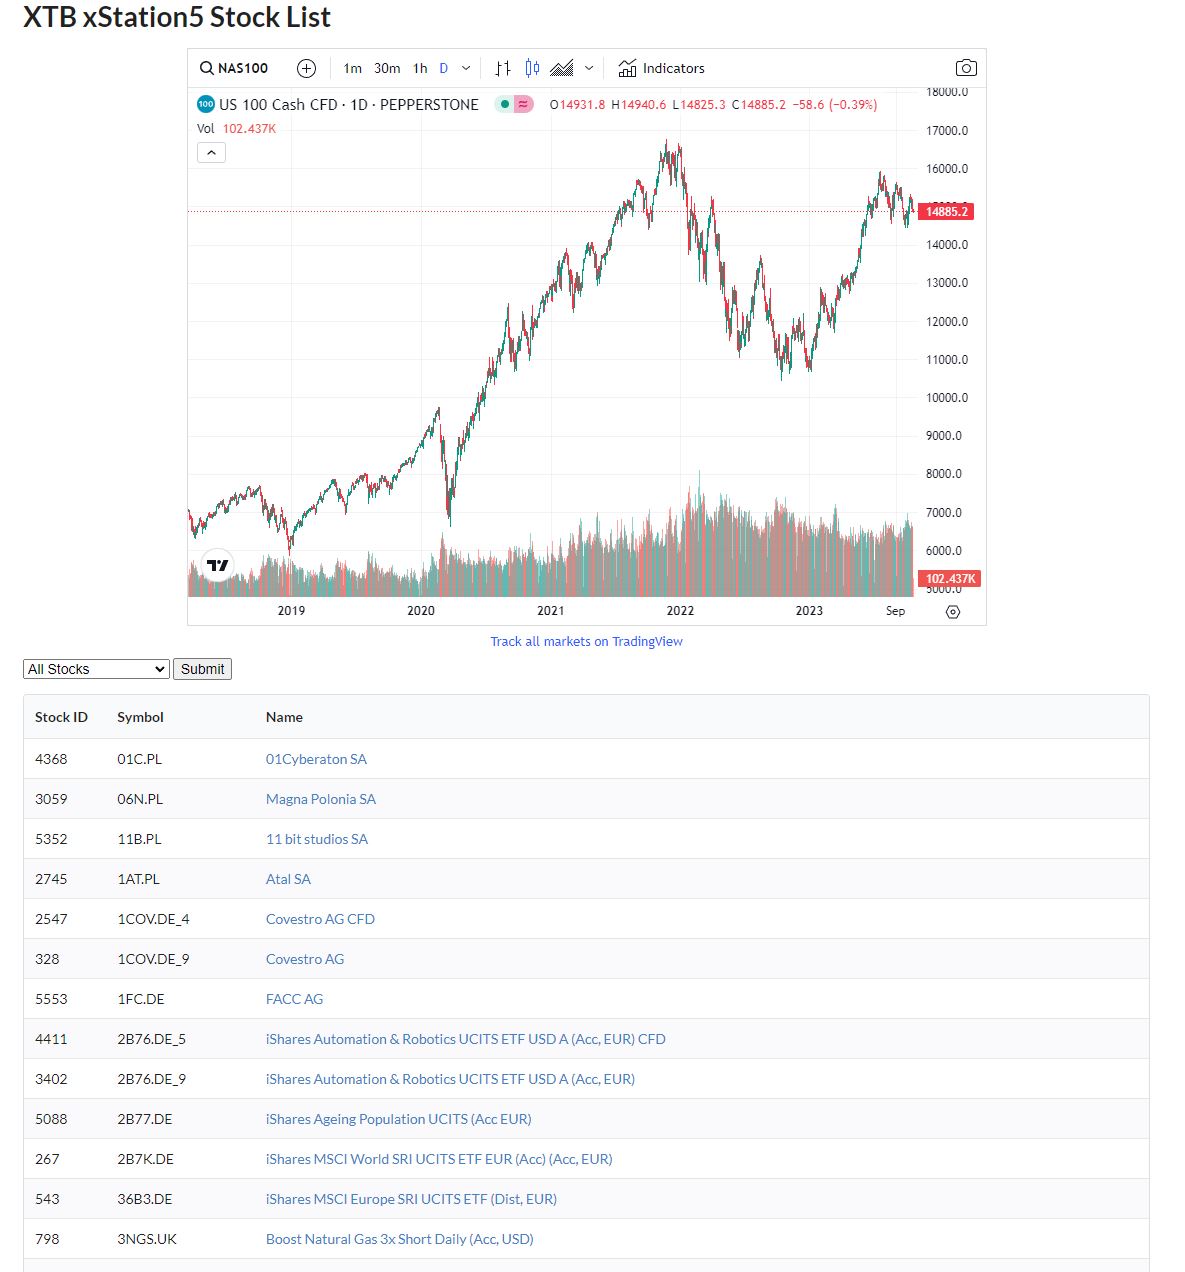 XTB xStation5 Stock List
NAS100 1m 30m 1h D Indicators
100 US 100 Cash CFD · 1D · PEPPERSTONE O14931.8 H14940.6 L14825.3 C14885.2 −58.6 (−0.39%)
Vol 102.437K
18000.0
17000.0
16000.0
14885.2
14000.0
13000.0
12000.0
11000.0
10000.0
9000.0
8000.0
7000.0
6000.0
102.437K
5000.0
2019 2020 2021 2022 2023 Sep
Track all markets on TradingView
All Stocks Submit
Stock ID Symbol Name
4368 01C.PL 01Cyberaton SA
3059 06N.PL Magna Polonia SA
5352 11B.PL 11 bit studios SA
2745 1AT.PL Atal SA
2547 1COV.DE_4 Covestro AG CFD
328 1COV.DE_9 Covestro AG
5553 1FC.DE FACC AG
4411 2B76.DE_5 iShares Automation & Robotics UCITS ETF USD A (Acc, EUR) CFD
3402 2B76.DE_9 iShares Automation & Robotics UCITS ETF USD A (Acc, EUR)
5088 2B77.DE iShares Ageing Population UCITS (Acc EUR)
267 2B7K.DE iShares MSCI World SRI UCITS ETF EUR (Acc) (Acc, EUR)
543 36B3.DE iShares MSCI Europe SRI UCITS ETF (Dist, EUR)
798 3NGS.UK Boost Natural Gas 3x Short Daily (Acc, USD)